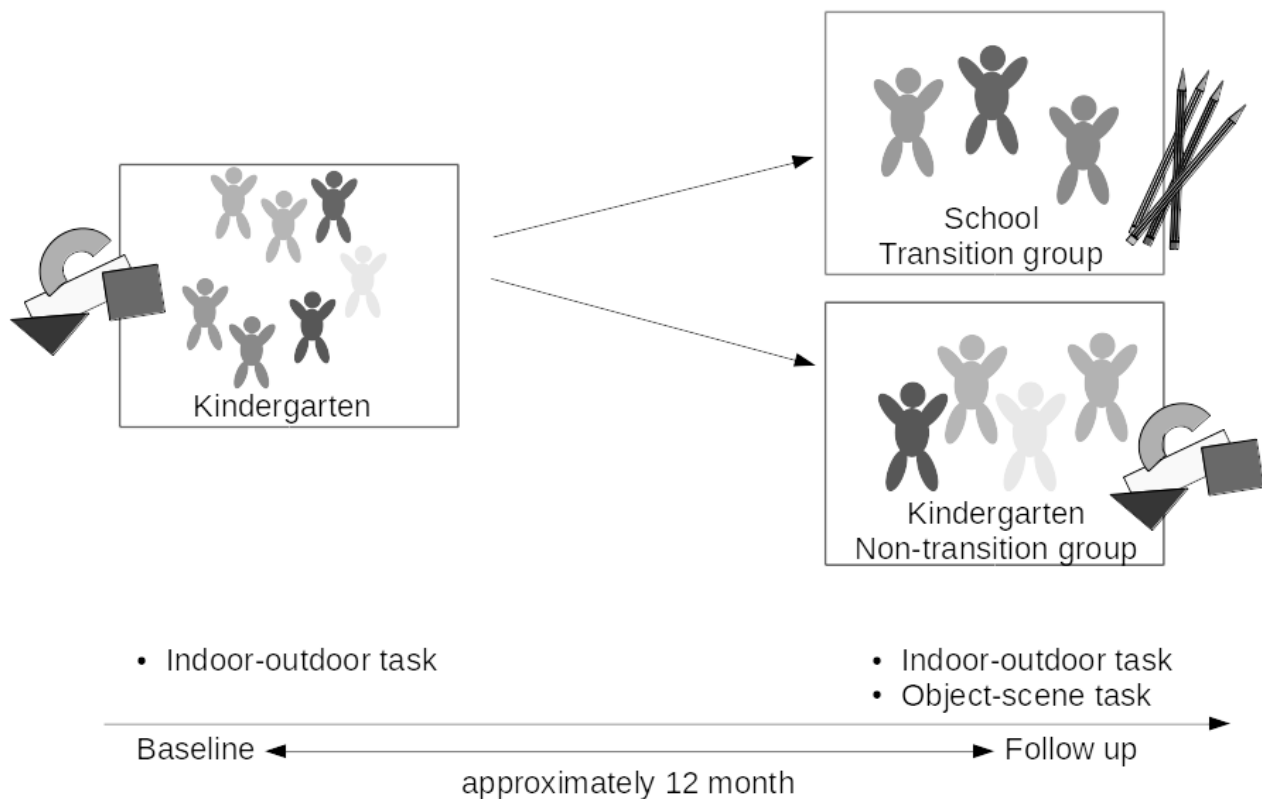 School
Transition group
Kindergarten
Kindergarten
Non-transition group
• Indoor-outdoor task
• Indoor-outdoor task
• Object-scene task
Baseline
Follow up
approximately 12 month